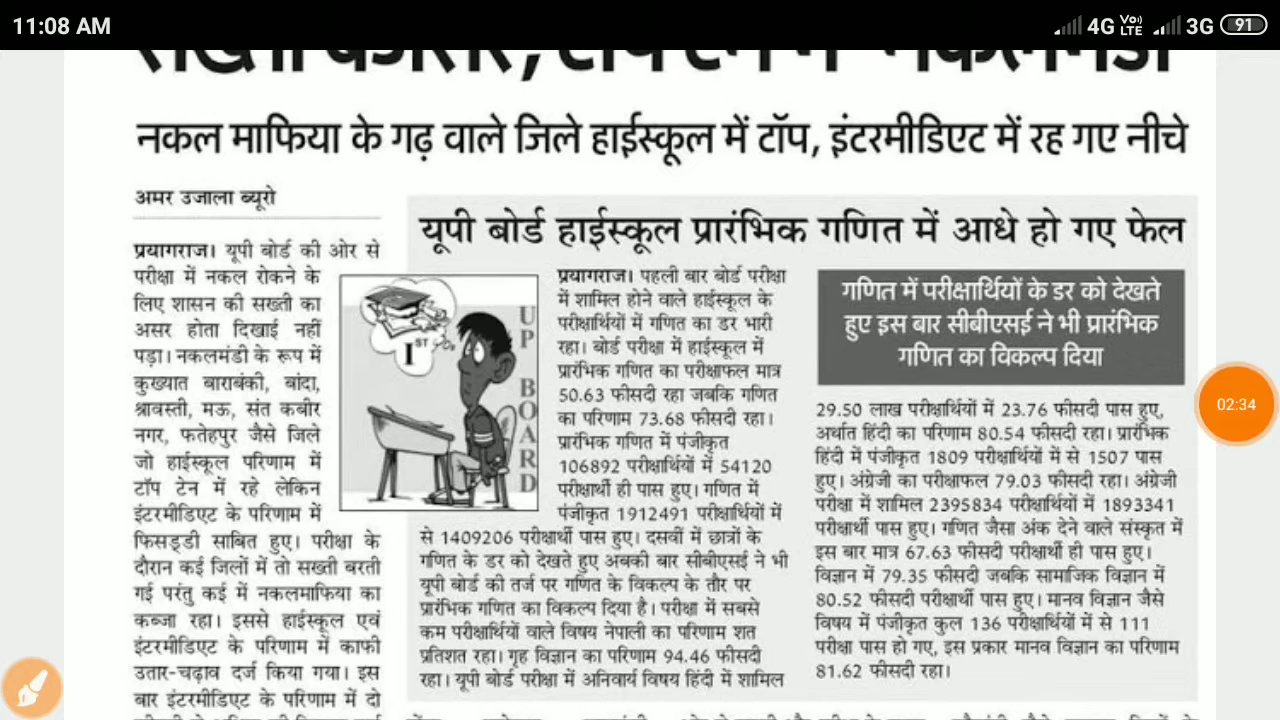 11:08 AM
4G VoLTE 3G 91
नकल माफिया के गढ़ वाले जिले हाईस्कूल में टॉप, इंटरमीडिएट में रह गए नीचे
अमर उजाला ब्यूरो
प्रयागराज। यूपी बोर्ड की ओर से
परीक्षा में नकल रोकने के
लिए शासन की सख्ती का
असर होता दिखाई नहीं
पड़ा। नकलमंडी के रूप में
कुख्यात बाराबंकी, बांदा,
श्रावस्ती, मऊ, संत कबीर
नगर, फतेहपुर जैसे जिले
जो हाईस्कूल परिणाम में
टॉप टेन में रहे लेकिन
इंटरमीडिएट के परिणाम में
फिसड्डी साबित हुए। परीक्षा के
दौरान कई जिलों में तो सख्ती बरती
गई परंतु कई में नकलमाफिया का
कब्जा रहा। इससे हाईस्कूल एवं
इंटरमीडिएट के परिणाम में काफी
उतार-चढ़ाव दर्ज किया गया। इस
बार इंटरमीडिएट के परिणाम में दो
यूपी बोर्ड हाईस्कूल प्रारंभिक गणित में आधे हो गए फेल
1ST
UP BOARD
प्रयागराज। पहली बार बोर्ड परीक्षा
में शामिल होने वाले हाईस्कूल के
परीक्षार्थियों में गणित का डर भारी
रहा। बोर्ड परीक्षा में हाईस्कूल में
प्रारंभिक गणित का परीक्षाफल मात्र
50.63 फीसदी रहा जबकि गणित
का परिणाम 73.68 फीसदी रहा।
प्रारंभिक गणित में पंजीकृत
106892 परीक्षार्थियों में 54120
परीक्षार्थी ही पास हुए। गणित में
पंजीकृत 1912491 परीक्षार्थियों में
से 1409206 परीक्षार्थी पास हुए। दसवीं में छात्रों के
गणित के डर को देखते हुए अबकी बार सीबीएसई ने भी
यूपी बोर्ड की तर्ज पर गणित के विकल्प के तौर पर
प्रारंभिक गणित का विकल्प दिया है। परीक्षा में सबसे
कम परीक्षार्थियों वाले विषय नेपाली का परिणाम शत
प्रतिशत रहा। गृह विज्ञान का परिणाम 94.46 फीसदी
रहा। यूपी बोर्ड परीक्षा में अनिवार्य विषय हिंदी में शामिल
गणित में परीक्षार्थियों के डर को देखते
हुए इस बार सीबीएसई ने भी प्रारंभिक
गणित का विकल्प दिया
29.50 लाख परीक्षार्थियों में 23.76 फीसदी पास हुए,
अर्थात हिंदी का परिणाम 80.54 फीसदी रहा। प्रारंभिक
हिंदी में पंजीकृत 1809 परीक्षार्थियों में से 1507 पास
हुए। अंग्रेजी का परीक्षाफल 79.03 फीसदी रहा। अंग्रेजी
परीक्षा में शामिल 2395834 परीक्षार्थियों में 1893341
परीक्षार्थी पास हुए। गणित जैसा अंक देने वाले संस्कृत में
इस बार मात्र 67.63 फीसदी परीक्षार्थी ही पास हुए।
विज्ञान में 79.35 फीसदी जबकि सामाजिक विज्ञान में
80.52 फीसदी परीक्षार्थी पास हुए। मानव विज्ञान जैसे
विषय में पंजीकृत कुल 136 परीक्षार्थियों में से 111
परीक्षा पास हो गए, इस प्रकार मानव विज्ञान का परिणाम
81.62 फीसदी रहा।
02:34